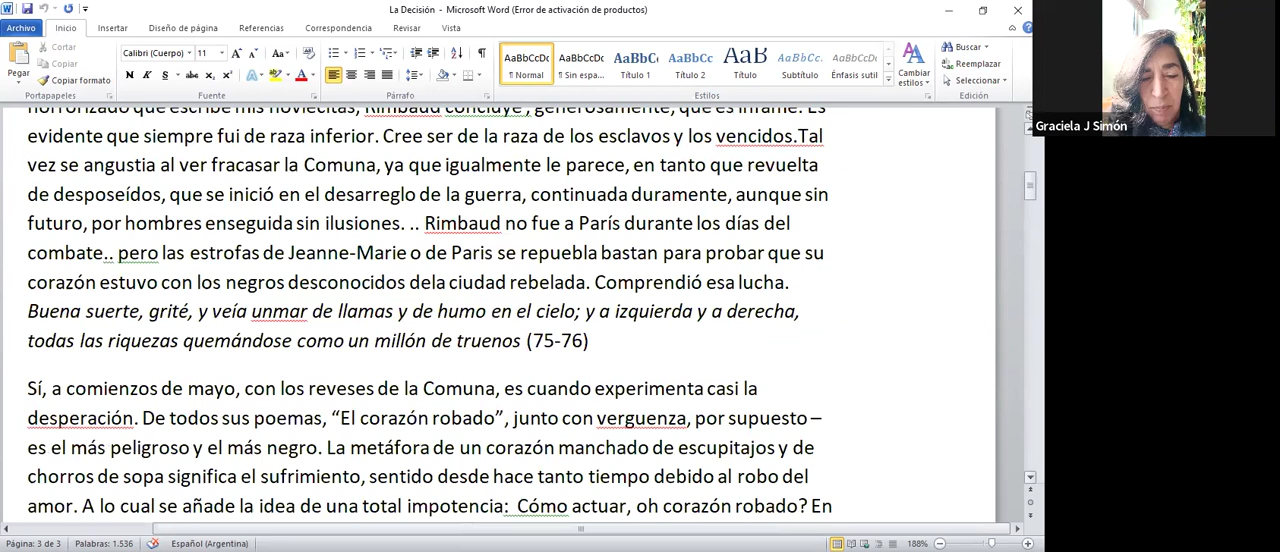 La Decisión - Microsoft Word (Error de activación de productos)
Archivo Inicio Insertar Diseño de página Referencias Correspondencia Revisar Vista
Pegar
Cortar
Copiar
Copiar formato
Portapapeles
Calibri (Cuerpo) 11
Fuente
Párrafo
AaBbCcDc
¶ Normal
AaBbCcDc
¶ Sin espa...
AaBbC
Título 1
AaBbCc
Título 2
AaB
Título
AaBbCc.
Subtítulo
AaBbCcDc
Énfasis sutil
Cambiar estilos
Estilos
Buscar
Reemplazar
Seleccionar
Edición
Graciela J Simón
horrorizado que escribe mis noviecitas, Rimbaud concluye, generosamente, que es infame. Es
evidente que siempre fui de raza inferior. Cree ser de la raza de los esclavos y los vencidos.Tal
vez se angustia al ver fracasar la Comuna, ya que igualmente le parece, en tanto que revuelta
de desposeídos, que se inició en el desarreglo de la guerra, continuada duramente, aunque sin
futuro, por hombres enseguida sin ilusiones. .. Rimbaud no fue a París durante los días del
combate.. pero las estrofas de Jeanne-Marie o de Paris se repuebla bastan para probar que su
corazón estuvo con los negros desconocidos dela ciudad rebelada. Comprendió esa lucha.
Buena suerte, grité, y veía unmar de llamas y de humo en el cielo; y a izquierda y a derecha,
todas las riquezas quemándose como un millón de truenos (75-76)
Sí, a comienzos de mayo, con los reveses de la Comuna, es cuando experimenta casi la
desperación. De todos sus poemas, “El corazón robado”, junto con verguenza, por supuesto –
es el más peligroso y el más negro. La metáfora de un corazón manchado de escupitajos y de
chorros de sopa significa el sufrimiento, sentido desde hace tanto tiempo debido al robo del
amor. A lo cual se añade la idea de una total impotencia: Cómo actuar, oh corazón robado? En
Página: 3 de 3 Palabras: 1.536 Español (Argentina) 188%